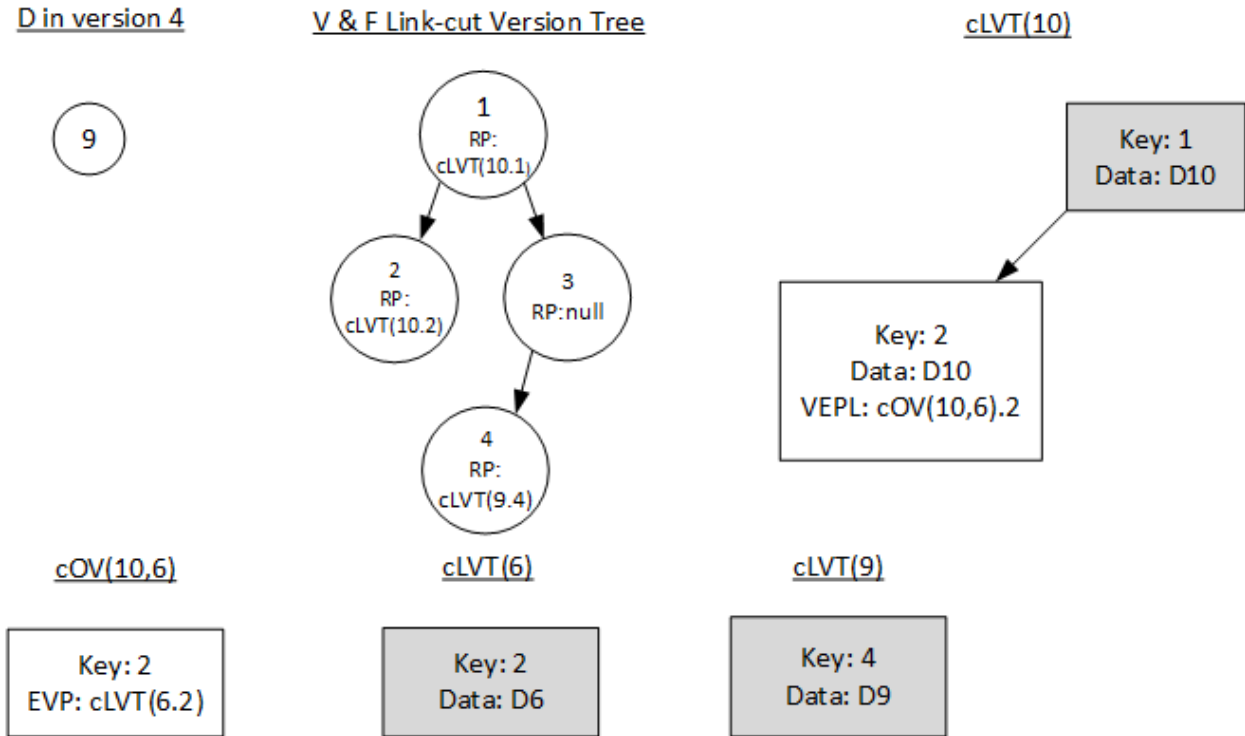 D in version 4
V & F Link-cut Version Tree
cLVT(10)
9
1
RP:
cLVT(10.1)
2
RP:
cLVT(10.2)
3
RP:null
4
RP:
cLVT(9.4)
Key: 1
Data: D10
Key: 2
Data: D10
VEPL: cOV(10,6).2
cOV(10,6)
Key: 2
EVP: cLVT(6.2)
cLVT(6)
Key: 2
Data: D6
cLVT(9)
Key: 4
Data: D9